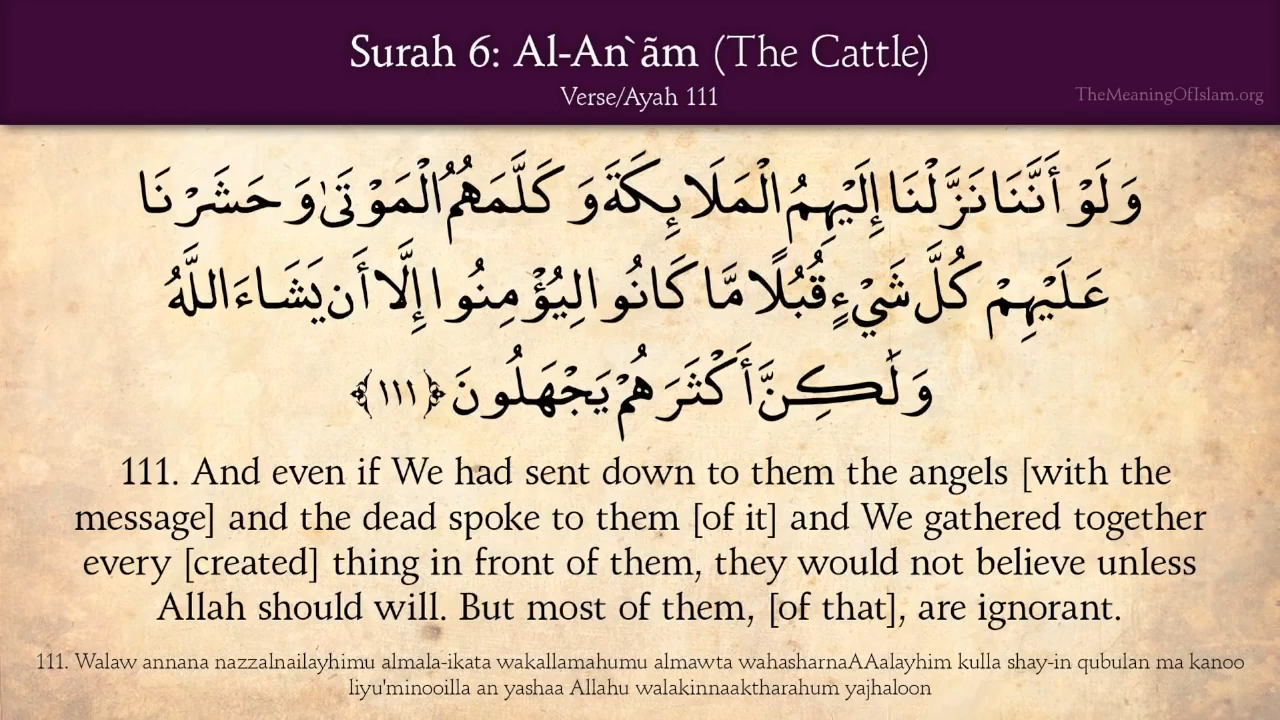 Surah 6: Al-An`ãm (The Cattle)
Verse/Ayah 111
TheMeaningOfIslam.org
وَلَوْ أَنَّنَا نَزَّلْنَا إِلَيْهِمُ الْمَلَائِكَةَ وَكَلَّمَهُمُ الْمَوْتَىٰ وَحَشَرْنَا
عَلَيْهِمْ كُلَّ شَيْءٍ قُبُلًا مَّا كَانُوا لِيُؤْمِنُوا إِلَّا أَن يَشَاءَ اللَّهُ
وَلَٰكِنَّ أَكْثَرَهُمْ يَجْهَلُونَ ﴿١١١﴾
111. And even if We had sent down to them the angels [with the
message] and the dead spoke to them [of it] and We gathered together
every [created] thing in front of them, they would not believe unless
Allah should will. But most of them, [of that], are ignorant.
111. Walaw annana nazzalnailayhimu almala-ikata wakallamahumu almawta wahasharnaAAalayhim kulla shay-in qubulan ma kanoo
liyu'minooilla an yashaa Allahu walakinnaaktharahum yajhaloon